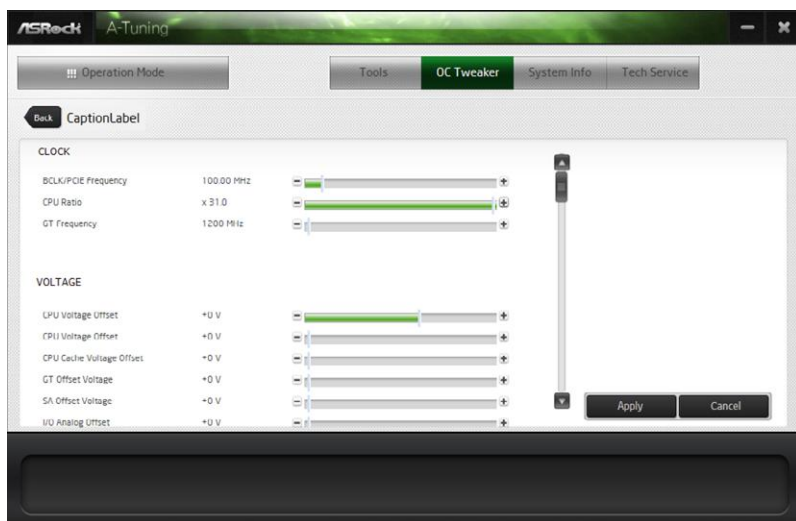 ASRock A-Tuning
Operation Mode Tools OC Tweaker System Info Tech Service
Back CaptionLabel
CLOCK
BCLK/PCIE Frequency 100.00 MHz
CPU Ratio x 31.0
GT Frequency 1200 MHz
VOLTAGE
CPU Voltage Offset +0 V
CPU Voltage Offset +0 V
CPU Cache Voltage Offset +0 V
GT Offset Voltage +0 V
SA Offset Voltage +0 V
I/O Analog Offset +0 V
Apply Cancel